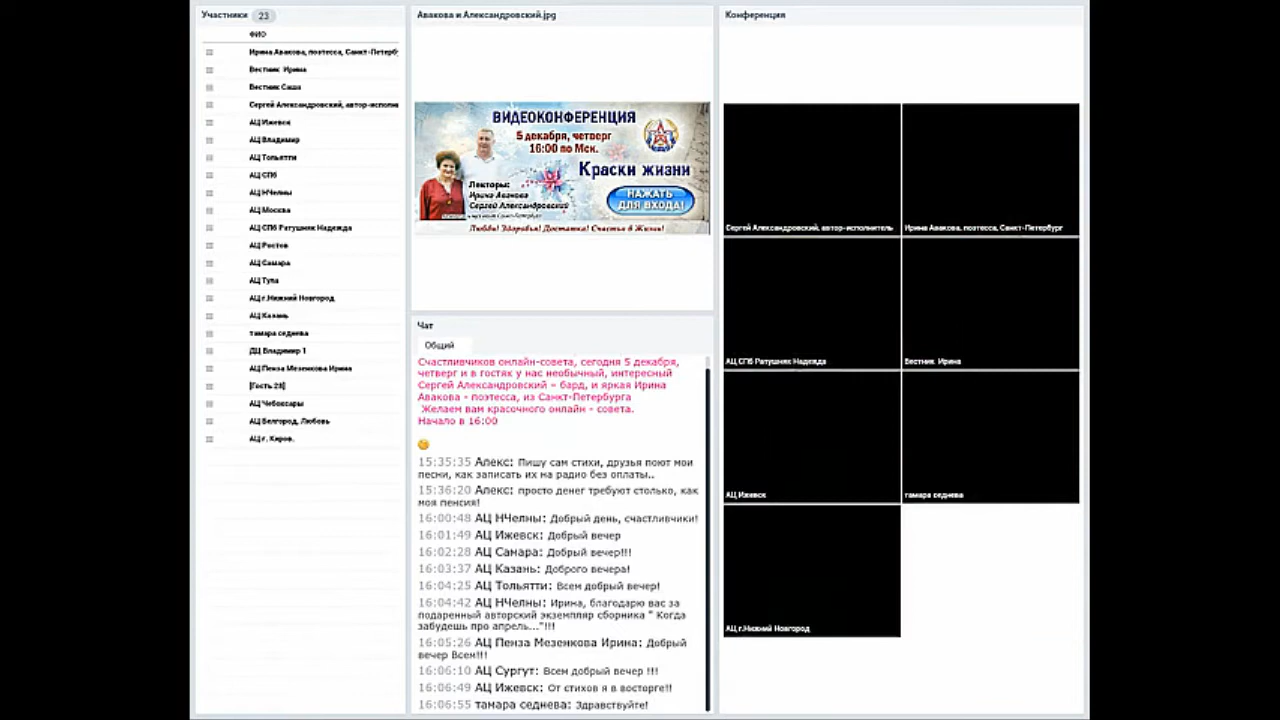 Участники 23
ФИО
Ирина Авакова, поэтесса, Санкт-Петерб
Вестник Ирина
Вестник Саша
Сергей Александровский, автор-исполни
АЦ Ижевск
АЦ Владимир
АЦ Тольятти
АЦ СПб
АЦ НЧелны
АЦ Москва
АЦ СПб Ратушняк Надежда
АЦ Ростов
АЦ Самара
АЦ Тула
АЦ г.Нижний Новгород
АЦ Казань
тамара седнева
ДЦ Владимир 1
АЦ Пенза Мезенкова Ирина
[Гость 28]
АЦ Чебоксары
АЦ Белгород, Любовь
АЦ г. Киров.
Авакова и Александровский.jpg
ВИДЕОКОНФЕРЕНЦИЯ
5 декабря, четверг
16:00 по Мск.
Краски жизни
Лекторы:
Ирина Авакова
Сергей Александровский
НАЖАТЬ
ДЛЯ ВХОДА!
Любви! Здоровья! Достатка! Счастья в Жизни!
Чат
Общий
Счастливчиков онлайн-совета, сегодня 5 декабря,
четверг и в гостях у нас необычный, интересный
Сергей Александровский – бард, и яркая Ирина
Авакова - поэтесса, из Санкт-Петербурга
Желаем вам красочного онлайн - совета.
Начало в 16:00
15:35:35 Алекс: Пишу сам стихи, друзья поют мои
песни, как записать их на радио без оплаты..
15:36:20 Алекс: просто денег требуют столько, как
моя пенсия!
16:00:48 АЦ НЧелны: Добрый день, счастливчики!
16:01:49 АЦ Ижевск: Добрый вечер
16:02:28 АЦ Самара: Добрый вечер!!!
16:03:37 АЦ Казань: Доброго вечера!
16:04:25 АЦ Тольятти: Всем добрый вечер!
16:04:42 АЦ НЧелны: Ирина, благодарю вас за
подаренный авторский экземпляр сборника " Когда
забудешь про апрель..."!!!
16:05:26 АЦ Пенза Мезенкова Ирина: Добрый
вечер Всем!!!
16:06:10 АЦ Сургут: Всем добрый вечер !!!
16:06:49 АЦ Ижевск: От стихов я в восторге!!
16:06:55 тамара седнева: Здравствуйте!
Конференция
Сергей Александровский, автор-исполнитель
Ирина Авакова, поэтесса, Санкт-Петербург
АЦ СПб Ратушняк Надежда
Вестник Ирина
АЦ Ижевск
тамара седнева
АЦ г.Нижний Новгород